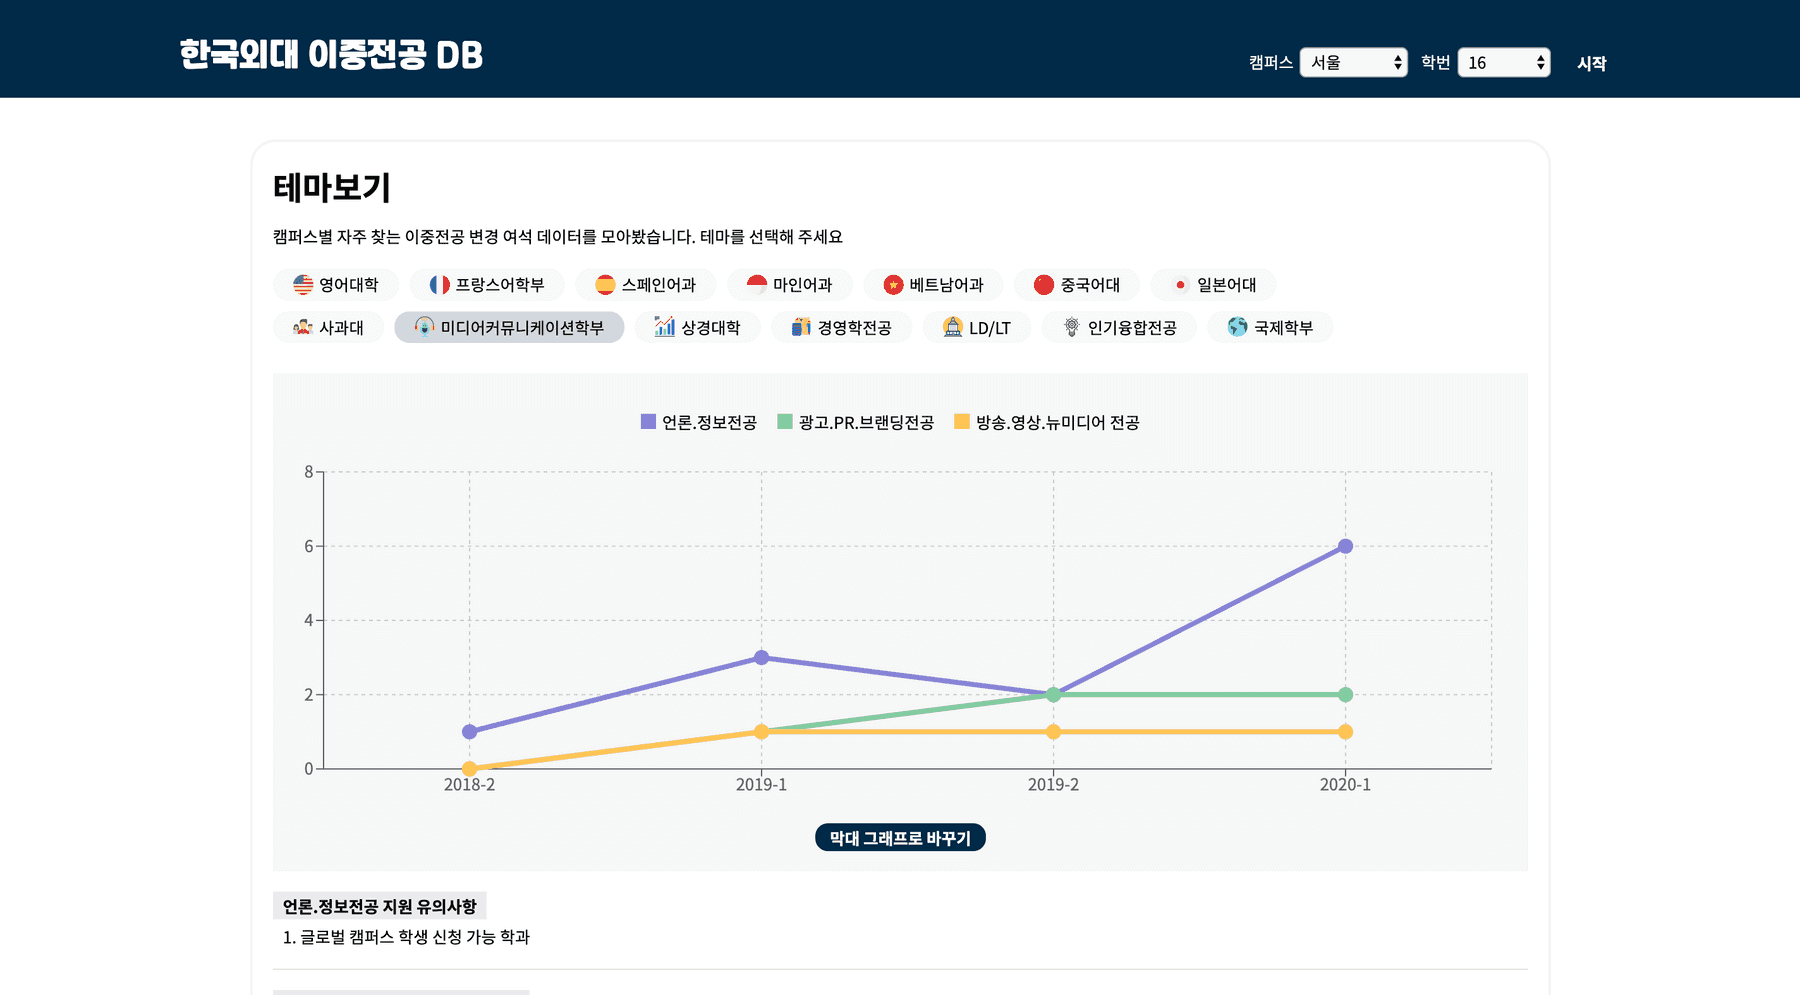 한국외대 이중전공 DB
캠퍼스 서울 학번 16 시작
테마보기
캠퍼스별 자주 찾는 이중전공 변경 여석 데이터를 모아봤습니다. 테마를 선택해 주세요
영어대학 프랑스어학부 스페인어과 마인어과 베트남어과 중국어대 일본어대
사과대 미디어커뮤니케이션학부 상경대학 경영학전공 LD/LT 인기융합전공 국제학부
언론.정보전공 광고.PR.브랜딩전공 방송.영상.뉴미디어 전공
8
6
4
2
0
2018-2 2019-1 2019-2 2020-1
막대 그래프로 바꾸기
언론.정보전공 지원 유의사항
1. 글로벌 캠퍼스 학생 신청 가능 학과